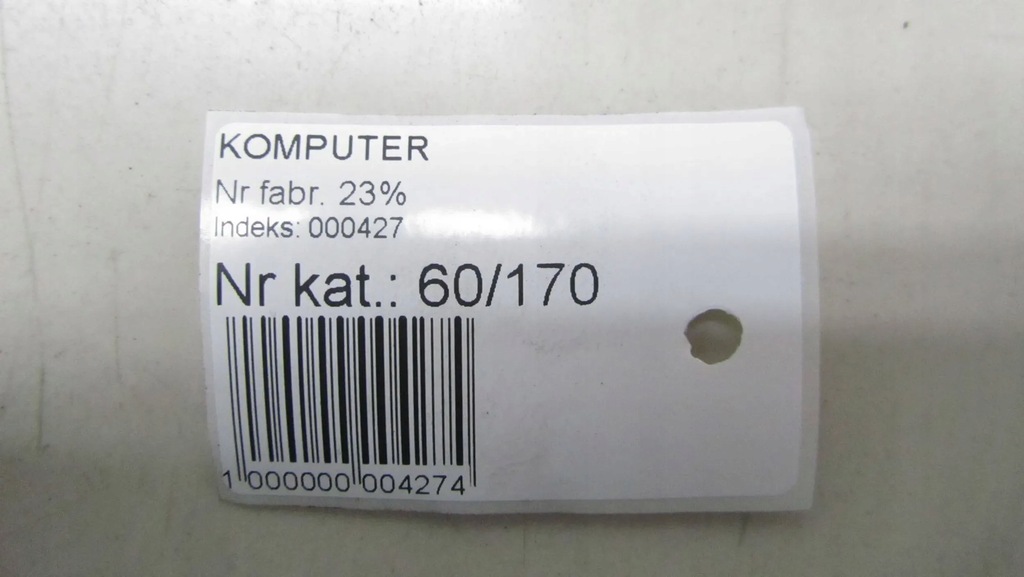 KOMPUTER
Nr fabr. 23%
Indeks: 000427
Nr kat.: 60/170
1 000000 004274